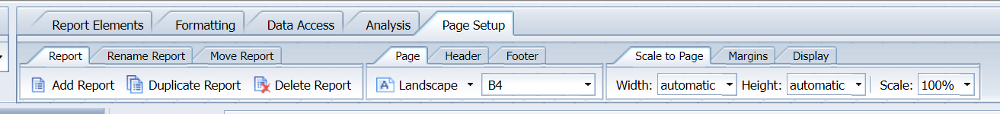 Report Elements Formatting Data Access Analysis Page Setup
Report Rename Report Move Report Page Header Footer Scale to Page Margins Display
Add Report Duplicate Report Delete Report A Landscape B4 Width: automatic Height: automatic Scale: 100%